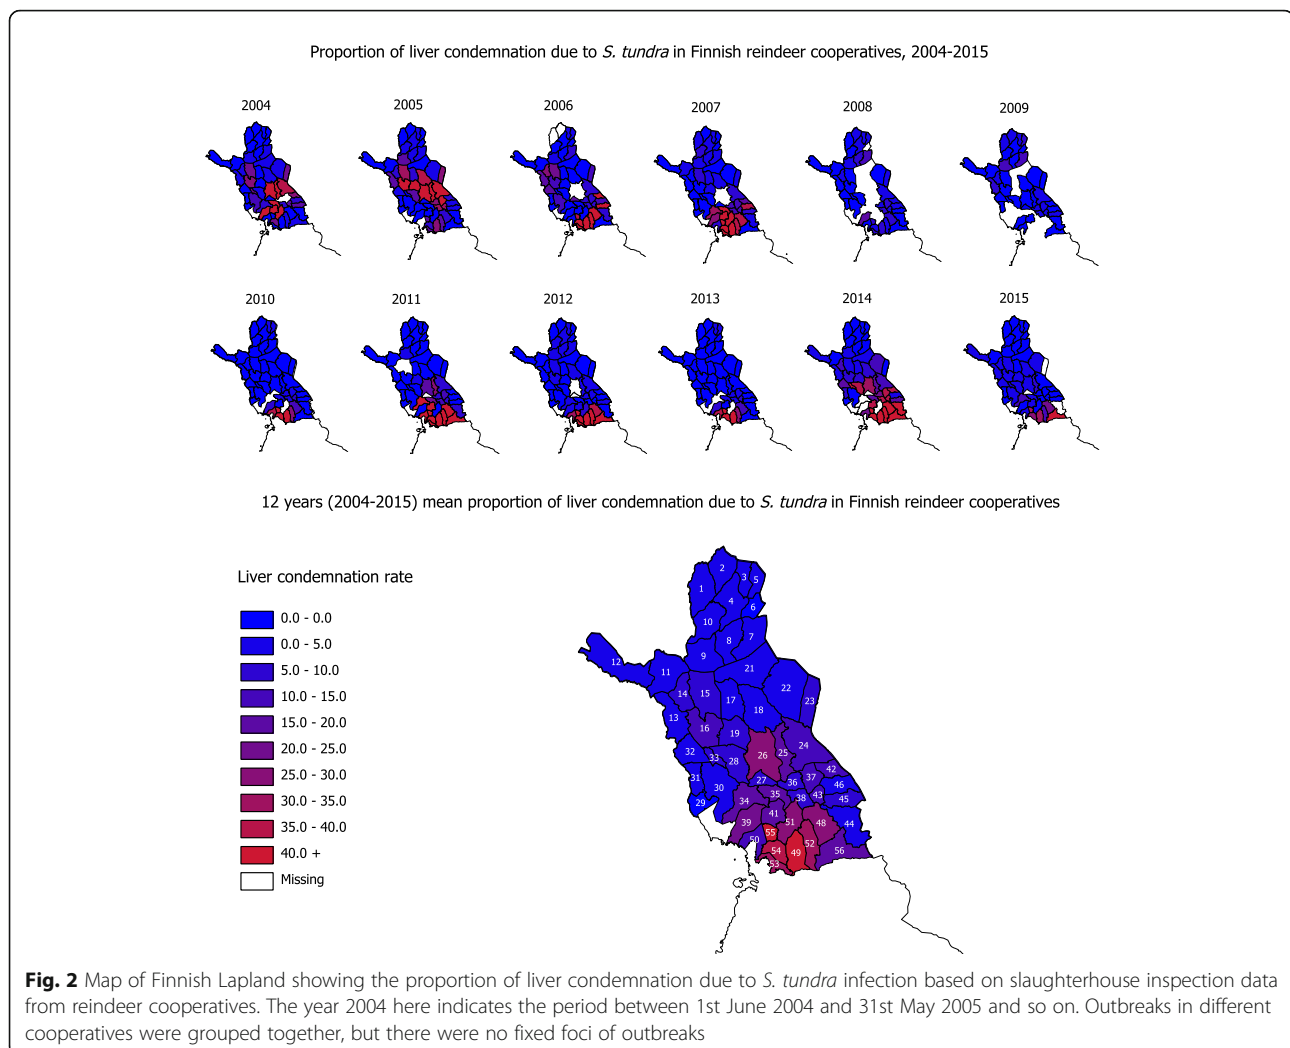 Proportion of liver condemnation due to S. tundra in Finnish reindeer cooperatives, 2004-2015
2004 2005 2006 2007 2008 2009
2010 2011 2012 2013 2014 2015
12 years (2004-2015) mean proportion of liver condemnation due to S. tundra in Finnish reindeer cooperatives
Liver condemnation rate
0.0 - 0.0
0.0 - 5.0
5.0 - 10.0
10.0 - 15.0
15.0 - 20.0
20.0 - 25.0
25.0 - 30.0
30.0 - 35.0
35.0 - 40.0
40.0 +
Missing
2
3 5
1
4
6
10
8 7
9
12
11
21
22
14 15
17
23
18
13
16
19
24
32
33 28
26
25
42
31
30
27
36
37
46
29
34
35
38
43
45
39
41
51
48
44
50
55
54
49
52
56
53
Fig. 2 Map of Finnish Lapland showing the proportion of liver condemnation due to S. tundra infection based on slaughterhouse inspection data
from reindeer cooperatives. The year 2004 here indicates the period between 1st June 2004 and 31st May 2005 and so on. Outbreaks in different
cooperatives were grouped together, but there were no fixed foci of outbreaks